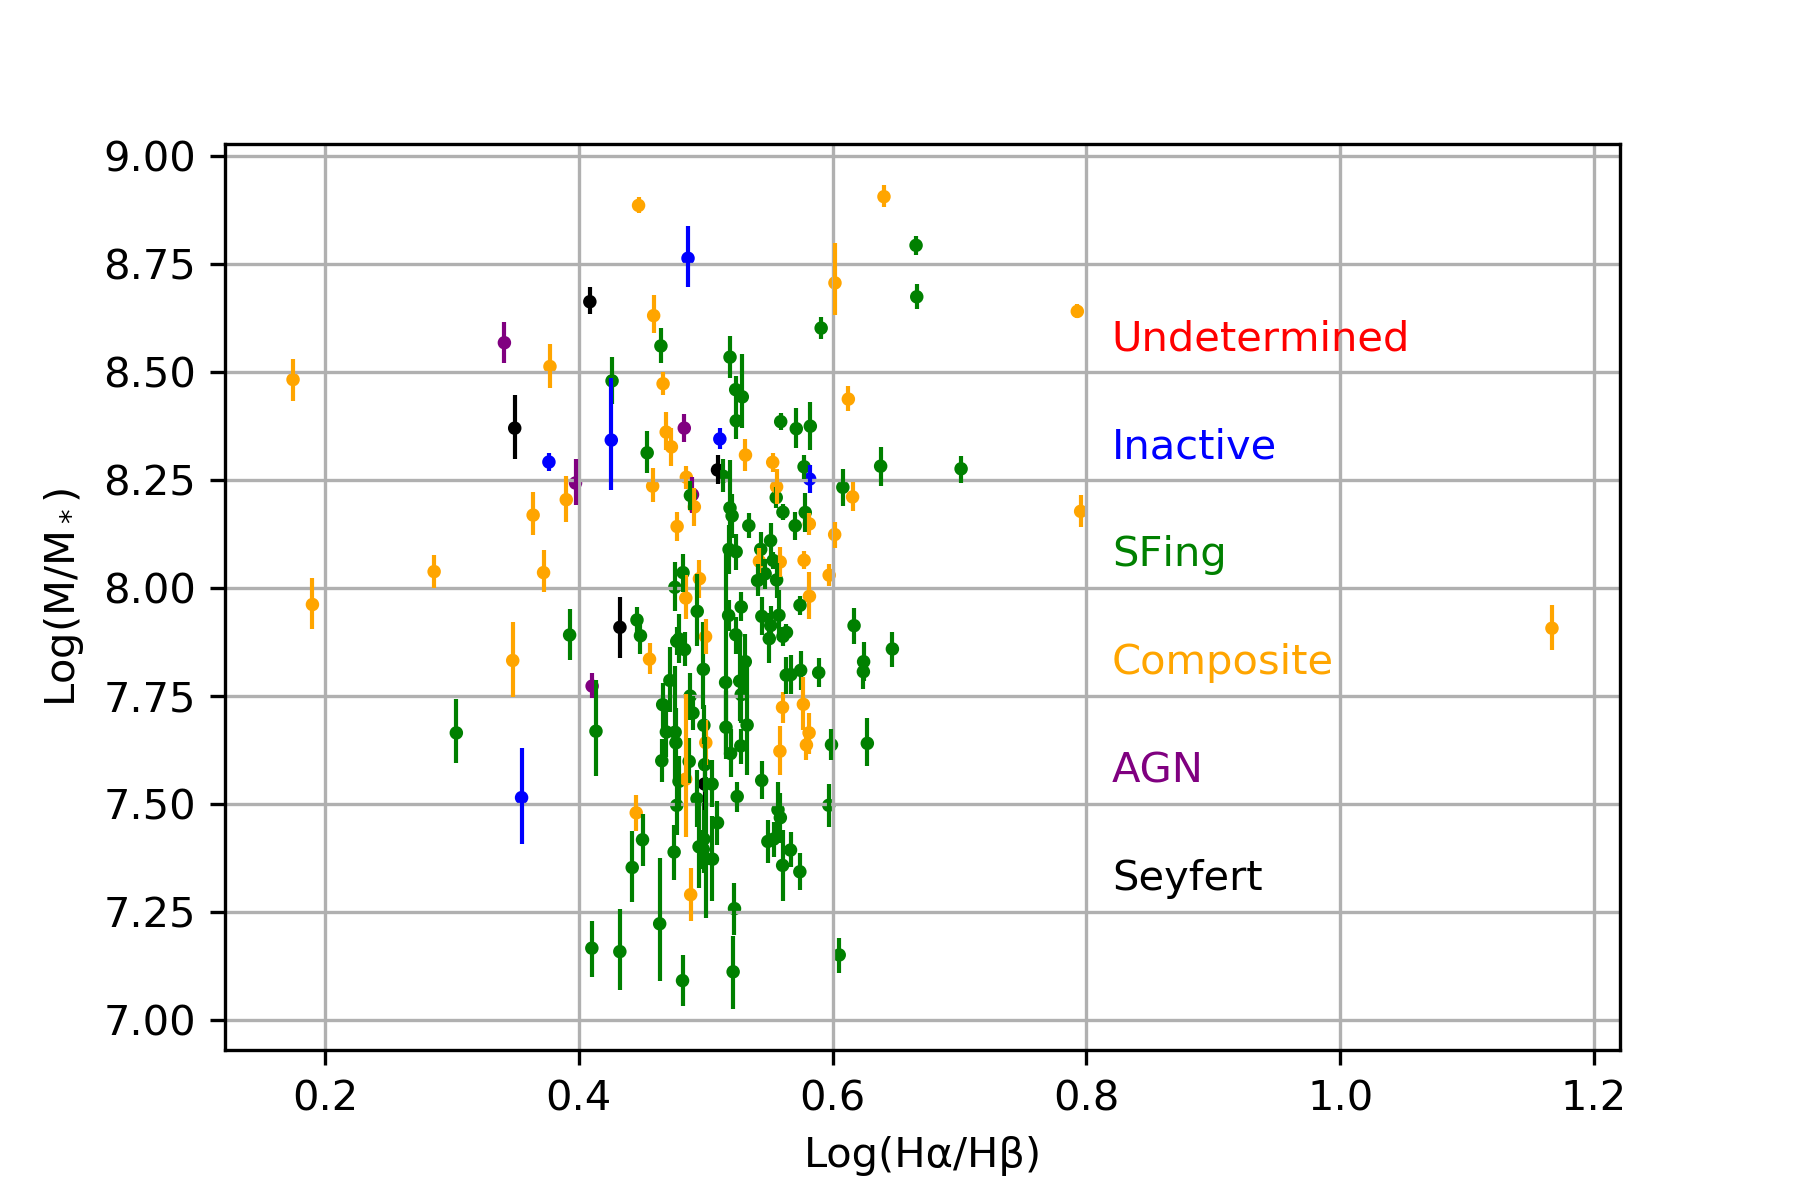 9.00
8.75
8.50
8.25
8.00
7.75
7.50
7.25
7.00
Log(M/M*)
Undetermined
Inactive
SFing
Composite
AGN
Seyfert
0.2 0.4 0.6 0.8 1.0 1.2
Log(Hα/Hβ)